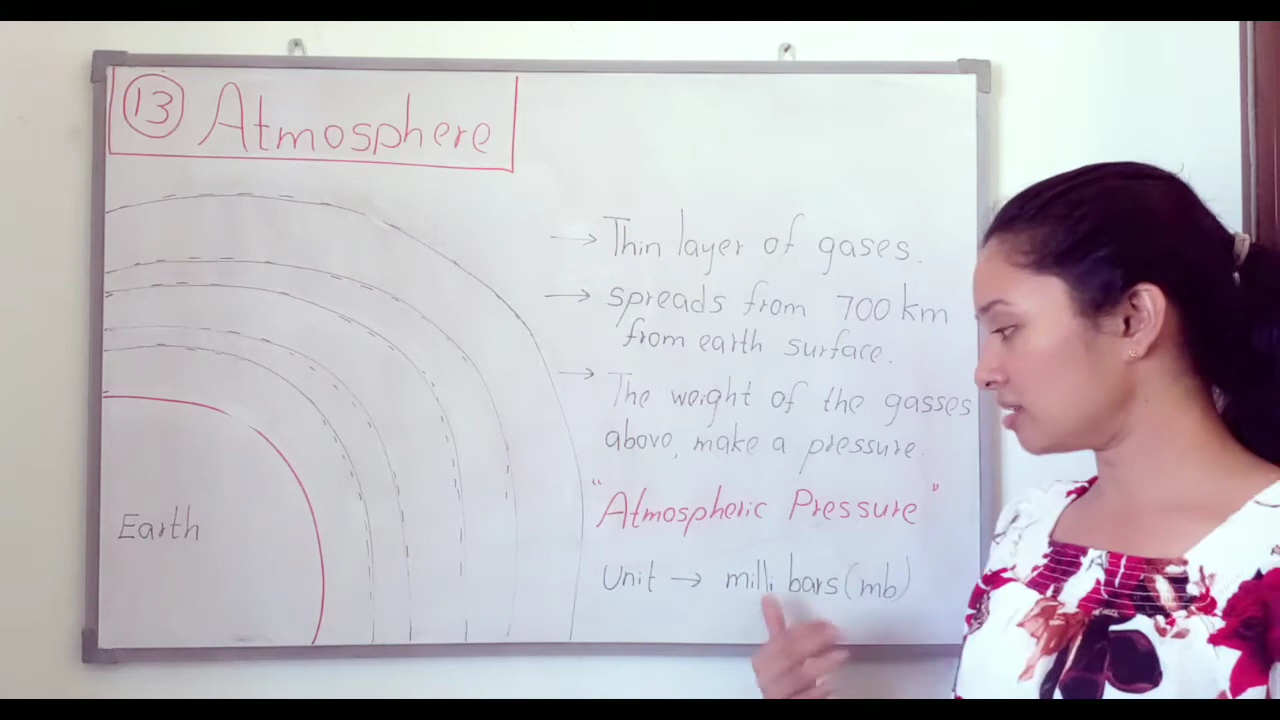 13 Atmosphere
→ Thin layer of gases.
→ spreads from 700 km
from earth surface.
→ The weight of the gasses
above, make a pressure.
"Atmospheric Pressure"
Unit → milli bars (mb)
Earth